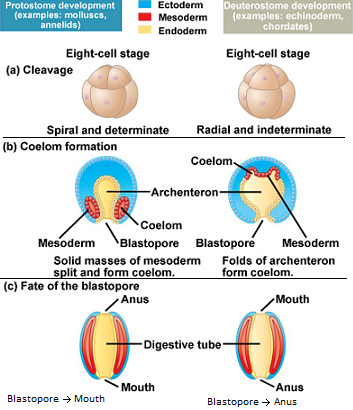 Protostome development
(examples: molluscs,
annelids)
Ectoderm
Mesoderm
Endoderm
Deuterostome development
(examples: echinoderm,
chordates)
Eight-cell stage
Eight-cell stage
(a) Cleavage
Spiral and determinate
Radial and indeterminate
(b) Coelom formation
Coelom
Archenteron
Coelom
Mesoderm
Blastopore
Blastopore
Mesoderm
Solid masses of mesoderm
split and form coelom.
Folds of archenteron
form coelom.
(c) Fate of the blastopore
Anus
Mouth
Digestive tube
Mouth
Anus
Blastopore → Mouth
Blastopore → Anus